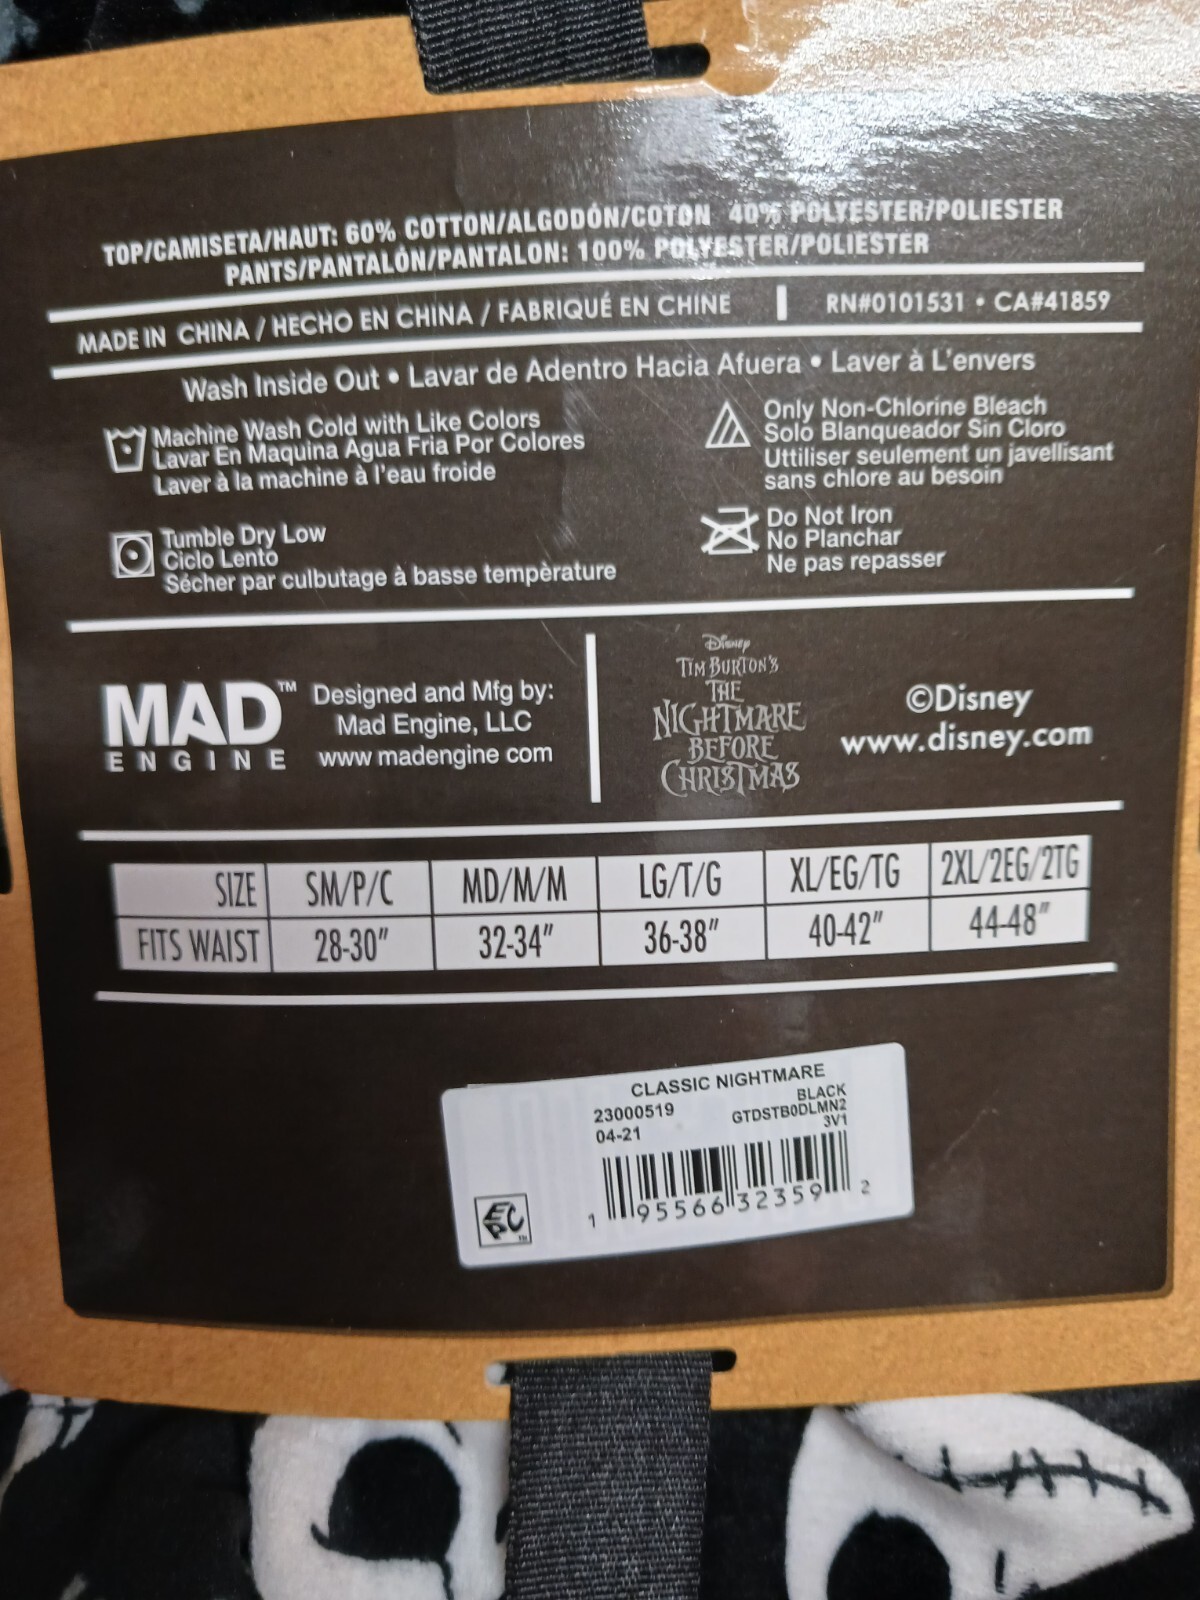 TOP/CAMISETA/HAUT: 60% COTTON/ALGODÓN/COTON 40% POLYESTER/POLIESTER
PANTS/PANTALÓN/PANTALON: 100% POLYESTER/POLIESTER
MADE IN CHINA / HECHO EN CHINA / FABRIQUÉ EN CHINE | RN#0101531 • CA#41859
Wash Inside Out • Lavar de Adentro Hacia Afuera • Laver à L'envers
Machine Wash Cold with Like Colors
Lavar En Maquina Agua Fria Por Colores
Laver à la machine à l'eau froide
Only Non-Chlorine Bleach
Solo Blanqueador Sin Cloro
Uttiliser seulement un javellisant
sans chlore au besoin
Tumble Dry Low
Ciclo Lento
Sécher par culbutage à basse tempèrature
Do Not Iron
No Planchar
Ne pas repasser
MAD™
ENGINE
Designed and Mfg by:
Mad Engine, LLC
www madengine com
Disney
TIM BURTON'S
THE
NIGHTMARE
BEFORE
CHRISTMAS
©Disney
www.disney.com
SIZE SM/P/C MD/M/M LG/T/G XL/EG/TG 2XL/2EG/2TG
FITS WAIST 28-30" 32-34" 36-38" 40-42" 44-48"
CLASSIC NIGHTMARE
23000519 BLACK
04-21 GTDSTB0DLMN2
3V1
EPC™
1 95566 32359 2